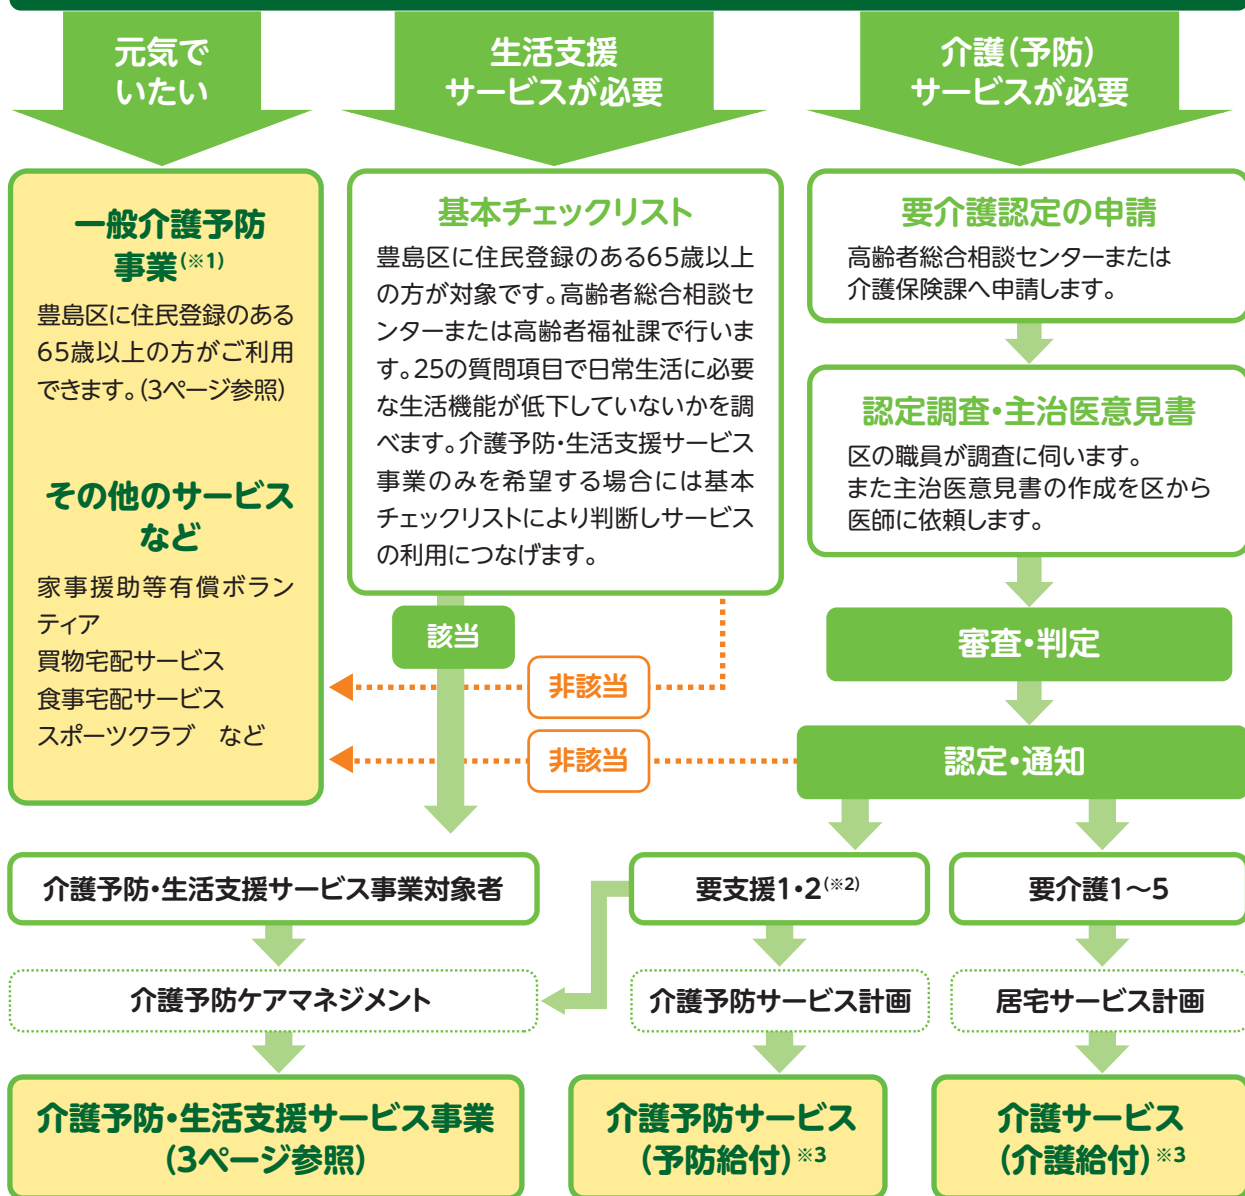 元気で
いたい
生活支援
サービスが必要
介護(予防)
サービスが必要
一般介護予防
事業(※1)
豊島区に住民登録のある
65歳以上の方がご利用
できます。(3ページ参照)
その他のサービス
など
家事援助等有償ボラン
ティア
買物宅配サービス
食事宅配サービス
スポーツクラブ　など
基本チェックリスト
豊島区に住民登録のある65歳以上
の方が対象です。高齢者総合相談セ
ンターまたは高齢者福祉課で行いま
す。25の質問項目で日常生活に必要
な生活機能が低下していないかを調
べます。介護予防・生活支援サービス
事業のみを希望する場合には基本
チェックリストにより判断しサービス
の利用につなげます。
要介護認定の申請
高齢者総合相談センターまたは
介護保険課へ申請します。
認定調査・主治医意見書
区の職員が調査に伺います。
また主治医意見書の作成を区から
医師に依頼します。
該当
非該当
審査・判定
非該当
認定・通知
介護予防・生活支援サービス事業対象者
要支援1・2(※2)
要介護1～5
介護予防ケアマネジメント
介護予防サービス計画
居宅サービス計画
介護予防・生活支援サービス事業
(3ページ参照)
介護予防サービス
(予防給付)※3
介護サービス
(介護給付)※3